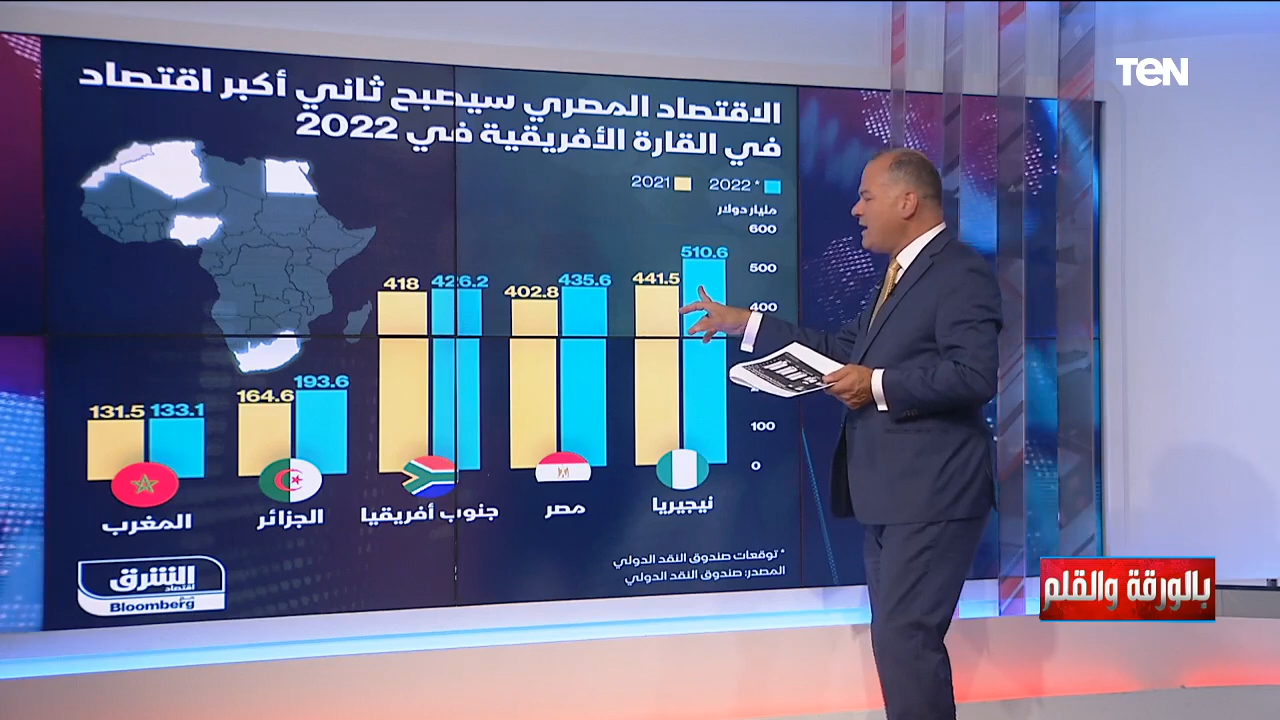 TEN
الاقتصاد المصري سيصبح ثاني أكبر اقتصاد
في القارة الأفريقية في 2022
2022 *
2021
مليار دولار
600
500
400
100
0
510.6
441.5
435.6
402.8
426.2
418
193.6
164.6
133.1
131.5
نيجيريا
مصر
جنوب أفريقيا
الجزائر
المغرب
* توقعات صندوق النقد الدولي
المصدر: صندوق النقد الدولي
الشرق
اقتصاد
مع
Bloomberg
بالورقة والقلم